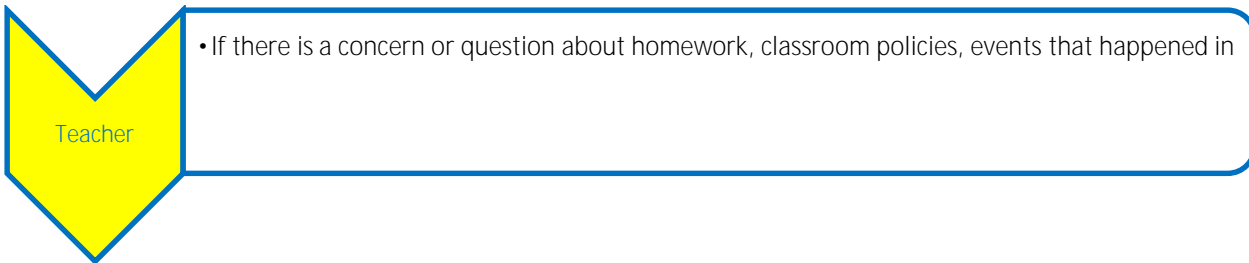 • If there is a concern or question about homework, classroom policies, events that happened in
Teacher